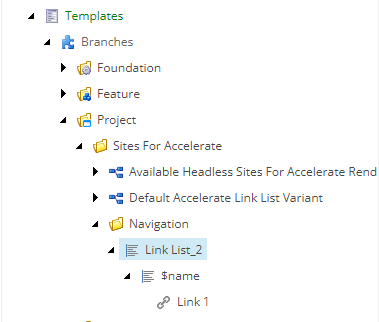 Templates
Branches
Foundation
Feature
Project
Sites For Accelerate
Available Headless Sites For Accelerate Rend
Default Accelerate Link List Variant
Navigation
Link List_2
$name
Link 1